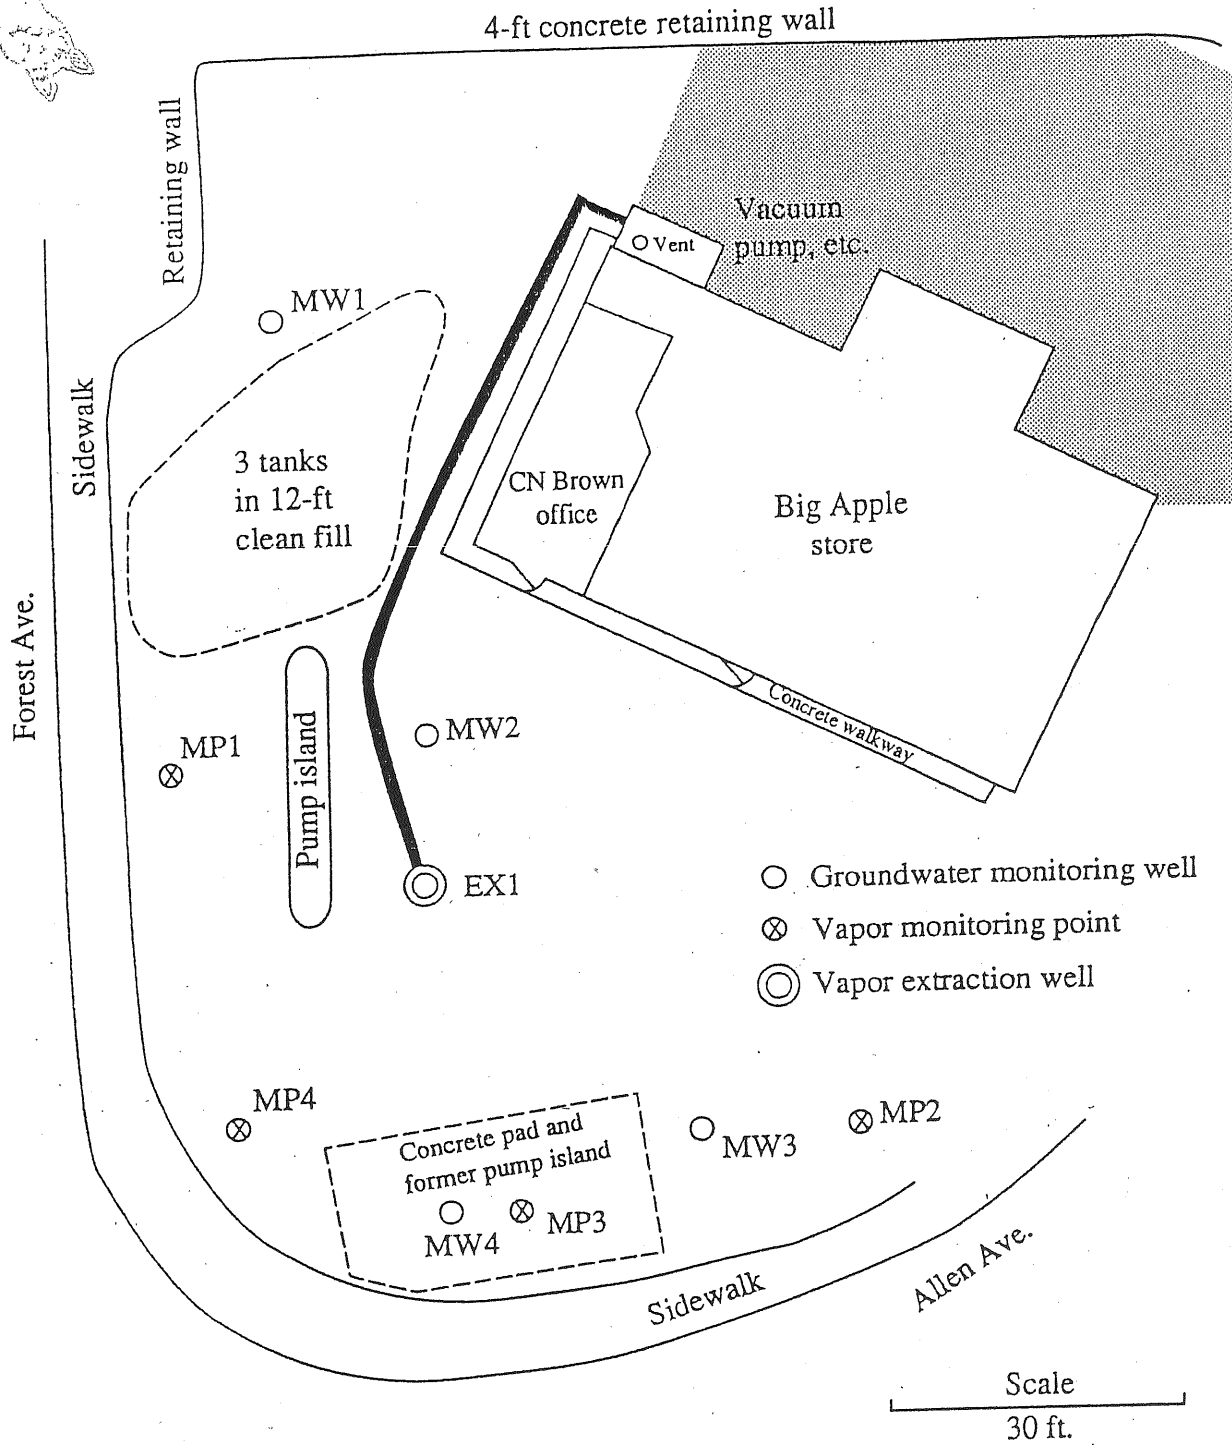 4-ft concrete retaining wall
Retaining wall
Vacuum
pump, etc.
Vent
MW1
Sidewalk
3 tanks
in 12-ft
clean fill
CN Brown
office
Big Apple
store
Forest Ave.
Concrete walkway
MW2
MP1
Pump island
EX1
Groundwater monitoring well
Vapor monitoring point
Vapor extraction well
MP4
Concrete pad and
former pump island
MW4
MP3
MW3
MP2
Sidewalk
Allen Ave.
Scale
30 ft.